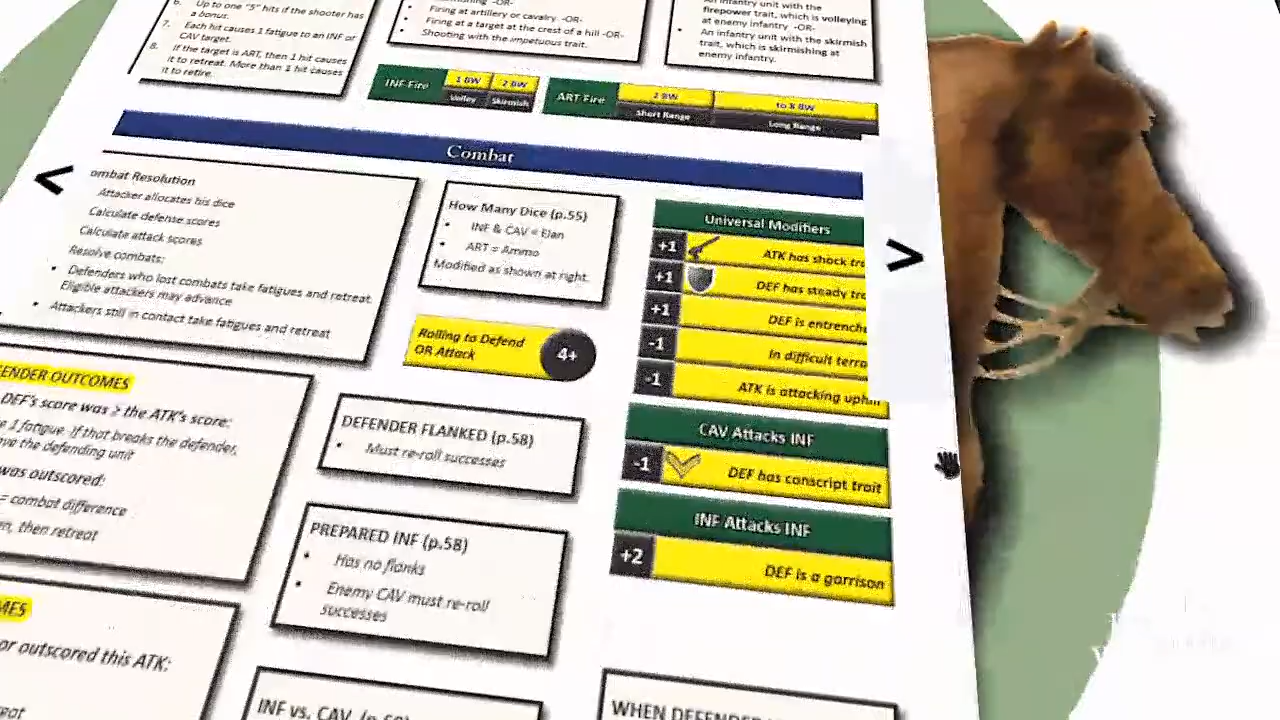 6. Up to one "5" hits if the shooter has
a bonus.
7. Each hit causes 1 fatigue to an INF or
CAV target.
8. If the target is ART, then 1 hit causes
it to retreat. More than 1 hit causes
it to retire.
Firing at artillery or cavalry -OR-
• Firing at a target at the crest of a hill -OR-
• Shooting with the impetuous trait.
An infantry unit with the
firepower trait, which is volleying
at enemy infantry -OR-
• An infantry unit with the skirmish
trait, which is skirmishing at
enemy infantry.
INF Fire
1 BW
2 BW
Volley
Skirmish
ART Fire
2 BW
to 8 BW
Short Range
Long Range
Combat
<
>
ombat Resolution
Attacker allocates his dice
Calculate defense scores
Calculate attack scores
Resolve combats:
• Defenders who lost combats take fatigues and retreat.
Eligible attackers may advance
• Attackers still in contact take fatigues and retreat
How Many Dice (p.55)
• INF & CAV = Elan
• ART = Ammo
Modified as shown at right.
Rolling to Defend
OR Attack
4+
Universal Modifiers
+1 ATK has shock tra
+1 DEF has steady tra
+1 DEF is entrenche
-1 In difficult terra
-1 ATK is attacking uphill
CAV Attacks INF
-1 DEF has conscript trait
INF Attacks INF
+2 DEF is a garrison
ENDER OUTCOMES
DEF's score was ≥ the ATK's score:
e 1 fatigue. If that breaks the defender,
ove the defending unit
was outscored:
= combat difference
en, then retreat
DEFENDER FLANKED (p.58)
• Must re-roll successes
PREPARED INF (p.58)
• Has no flanks
• Enemy CAV must re-roll
successes
MES
or outscored this ATK:
reat
INF vs. CAV
WHEN DEFENDER